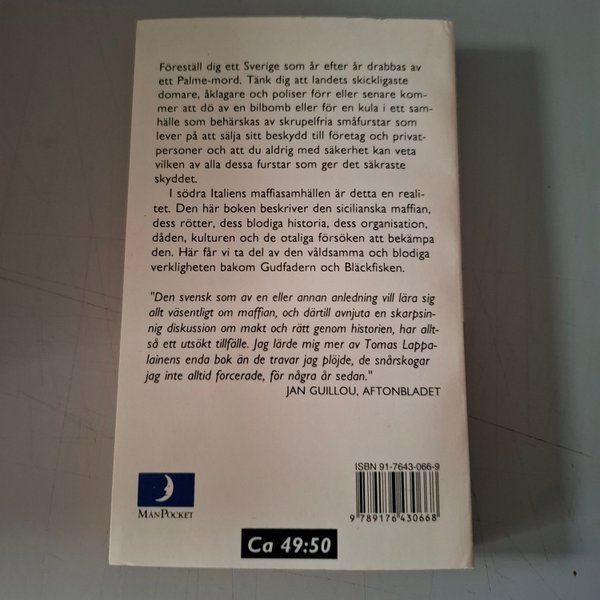 Föreställ dig ett Sverige som år efter år drabbas av
ett Palme-mord. Tänk dig att landets skickligaste
domare, åklagare och poliser förr eller senare kom-
mer att dö av en bilbomb eller för en kula i ett sam-
hälle som behärskas av skrupelfria småfurstar som
lever på att sälja sitt beskydd till företag och privat-
personer och att du aldrig med säkerhet kan veta
vilken av alla dessa furstar som ger det säkraste
skyddet.
I södra Italiens maffiasamhällen är detta en reali-
tet. Den här boken beskriver den sicilianska maffian,
dess rötter, dess blodiga historia, dess organisation,
dåden, kulturen och de otaliga försöken att bekämpa
den. Här får vi ta del av den våldsamma och blodiga
verkligheten bakom Gudfadern och Bläckfisken.
"Den svensk som av en eller annan anledning vill lära sig
allt väsentligt om maffian, och därtill avnjuta en skarpsin-
nig diskussion om makt och rätt genom historien, har allt-
så ett utsökt tillfälle. Jag lärde mig mer av Tomas Lappa-
lainens enda bok än de travar jag plöjde, de snårskogar
jag inte alltid forcerade, för några år sedan."
JAN GUILLOU, AFTONBLADET
ISBN 91-7643-066-9
9 789176 430668
MÅNPOCKET
Ca 49:50